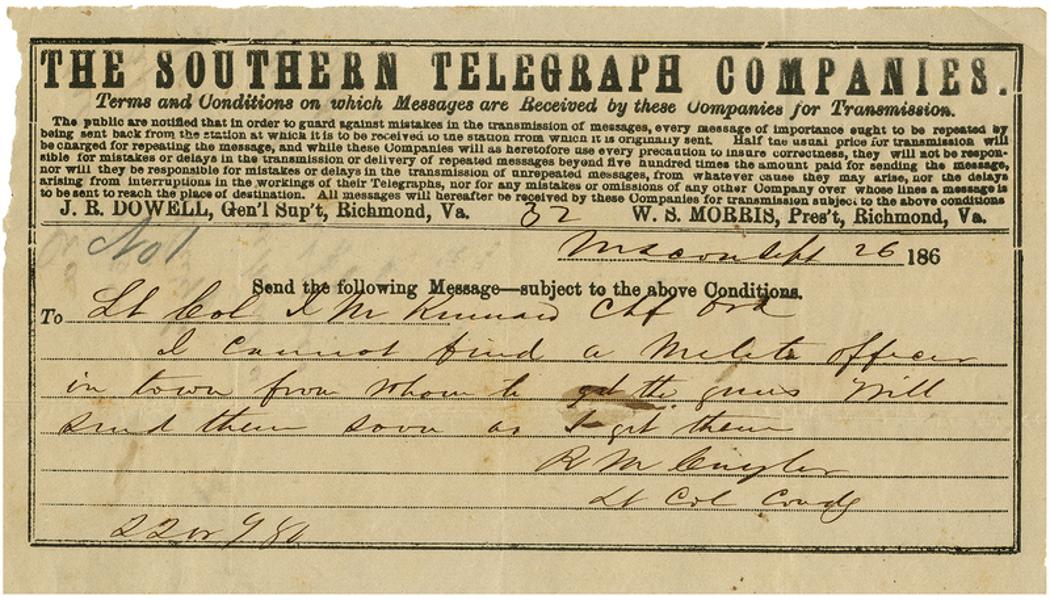 THE SOUTHERN TELEGRAPH COMPANIES.
Terms and Conditions on which Messages are Received by these Companies for Transmission.
The public are notified that in order to guard against mistakes in the transmission of messages, every message of importance ought to be repeated by
being sent back from the station at which it is to be received to the station from which it is originally sent. Half the usual price for transmission will
be charged for repeating the message, and while these Companies will as heretofore use every precaution to insure correctness, they will not be respon-
sible for mistakes or delays in the transmission or delivery of repeated messages beyond five hundred times the amount paid for sending the message,
nor will they be responsible for mistakes or delays in the transmission of unrepeated messages, from whatever cause they may arise, nor the delays
arising from interruptions in the workings of their Telegraphs, nor for any mistakes or omissions of any other Company over whose lines a message is
to be sent to reach the place of destination. All messages will hereafter be received by these Companies for transmission subject to the above conditions
J. R. DOWELL, Gen'l Sup't, Richmond, Va. 32 W. S. MORRIS, Pres't, Richmond, Va.
No 1
Macon Sept 26 186
Send the following Message—subject to the above Conditions.
To Lt Col I M Kennard Chf Ord
I cannot find a officer
in town from whom to get the guns Will
send them soon as I get them
R M Cuyler
Lt Col Comdg
22